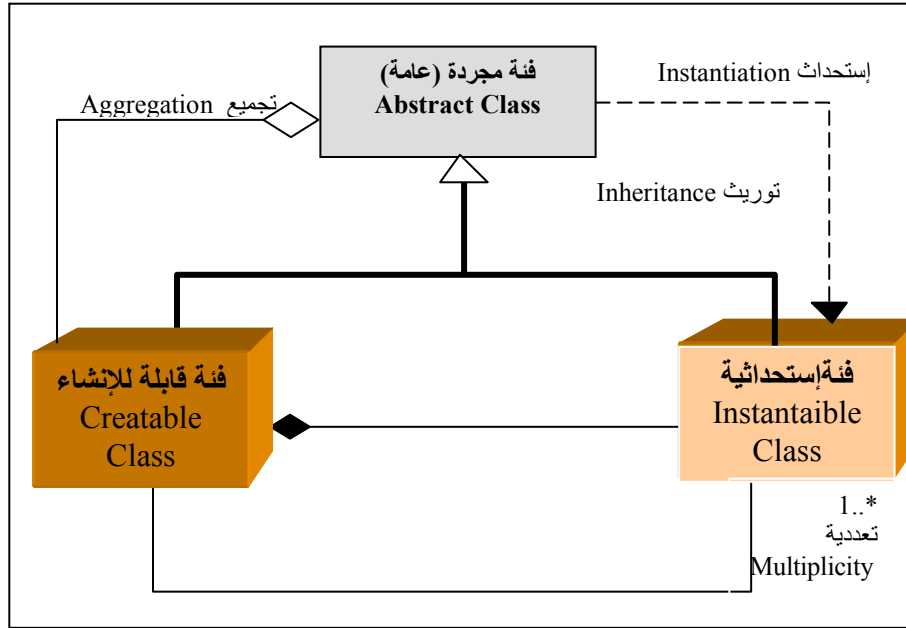 فئة مجردة (عامة)
Abstract Class
إستحداث Instantiation
تجميع Aggregation
توريث Inheritance
فئة قابلة للإنشاء
Creatable
Class
فئةإستحداثية
Instantaible
Class
1..*
تعددية
Multiplicity